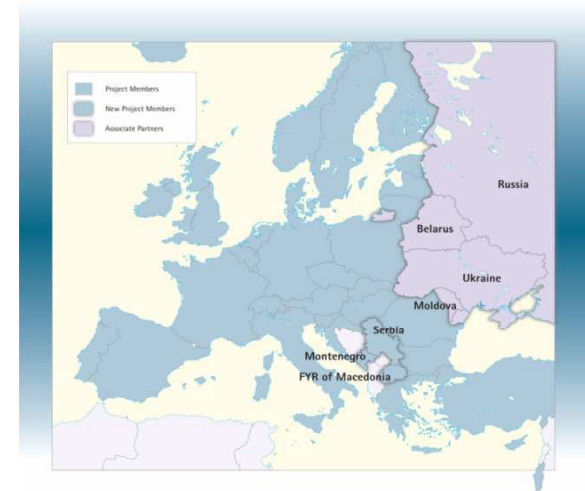 Project Members
New Project Members
Associate Partners
Russia
Belarus
Ukraine
Moldova
Serbia
Montenegro
FYR of Macedonia